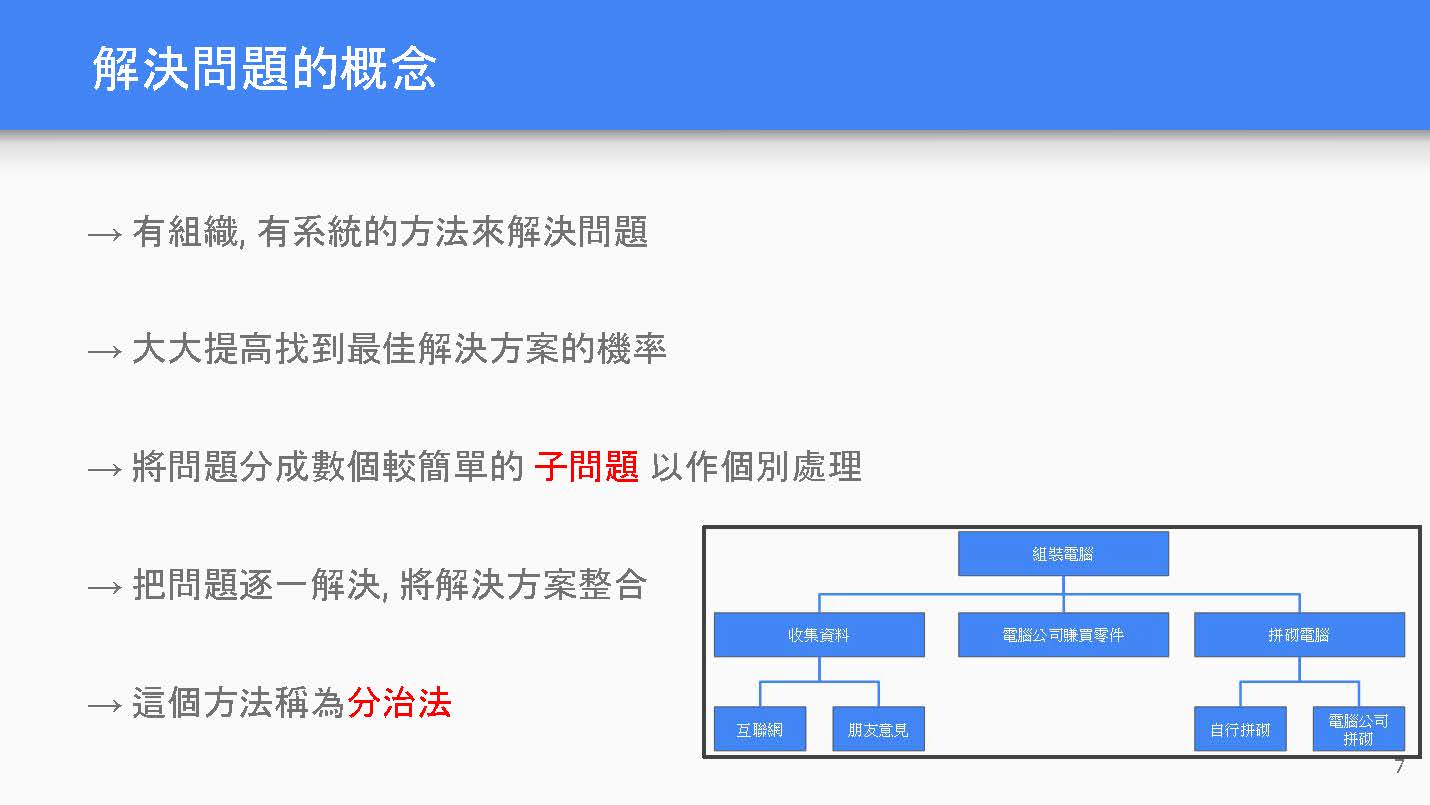 解決問題的概念
→ 有組織, 有系統的方法來解決問題
→ 大大提高找到最佳解決方案的機率
→ 將問題分成數個較簡單的 子問題 以作個別處理
→ 把問題逐一解決, 將解決方案整合
→ 這個方法稱為分治法
組裝電腦
收集資料
電腦公司賺買零件
拼砌電腦
互聯網
朋友意見
自行拼砌
電腦公司
拼砌
7